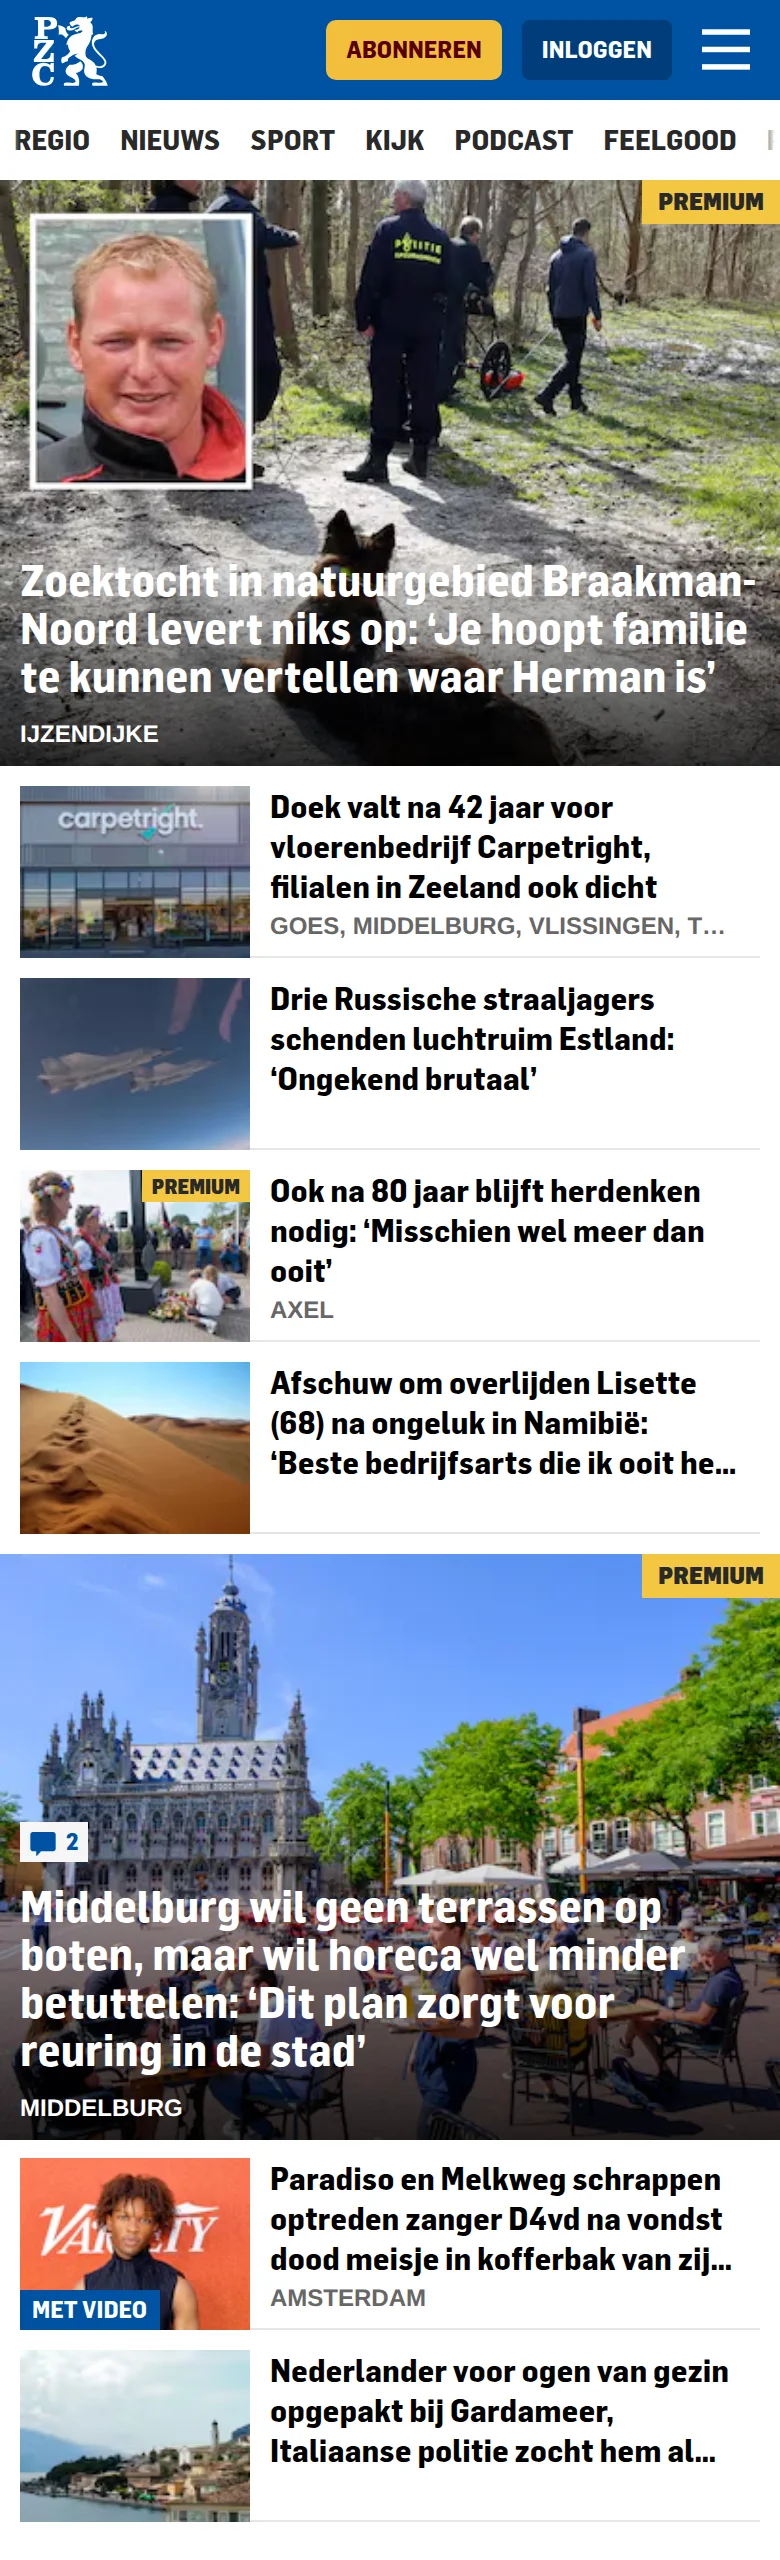 PZC
ABONNEREN
INLOGGEN
REGIO NIEUWS SPORT KIJK PODCAST FEELGOOD
PREMIUM
POLITIE
Zoektocht in natuurgebied Braakman-
Noord levert niks op: ‘Je hoopt familie
te kunnen vertellen waar Herman is’
IJZENDIJKE
carpetright.
Doek valt na 42 jaar voor
vloerenbedrijf Carpetright,
filialen in Zeeland ook dicht
GOES, MIDDELBURG, VLISSINGEN, T…
Drie Russische straaljagers
schenden luchtruim Estland:
‘Ongekend brutaal’
PREMIUM
Ook na 80 jaar blijft herdenken
nodig: ‘Misschien wel meer dan
ooit’
AXEL
Afschuw om overlijden Lisette
(68) na ongeluk in Namibië:
‘Beste bedrijfsarts die ik ooit he…
PREMIUM
2
Middelburg wil geen terrassen op
boten, maar wil horeca wel minder
betuttelen: ‘Dit plan zorgt voor
reuring in de stad’
MIDDELBURG
VARIETY
MET VIDEO
Paradiso en Melkweg schrappen
optreden zanger D4vd na vondst
dood meisje in kofferbak van zij…
AMSTERDAM
Nederlander voor ogen van gezin
opgepakt bij Gardameer,
Italiaanse politie zocht hem al…